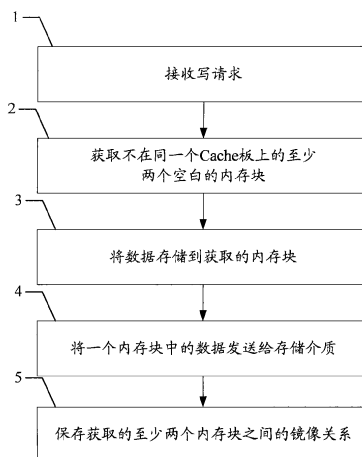 1
接收写请求
2
获取不在同一个Cache板上的至少
两个空白的内存块
3
将数据存储到获取的内存块
4
将一个内存块中的数据发送给存储介质
5
保存获取的至少两个内存块之间的镜像关系